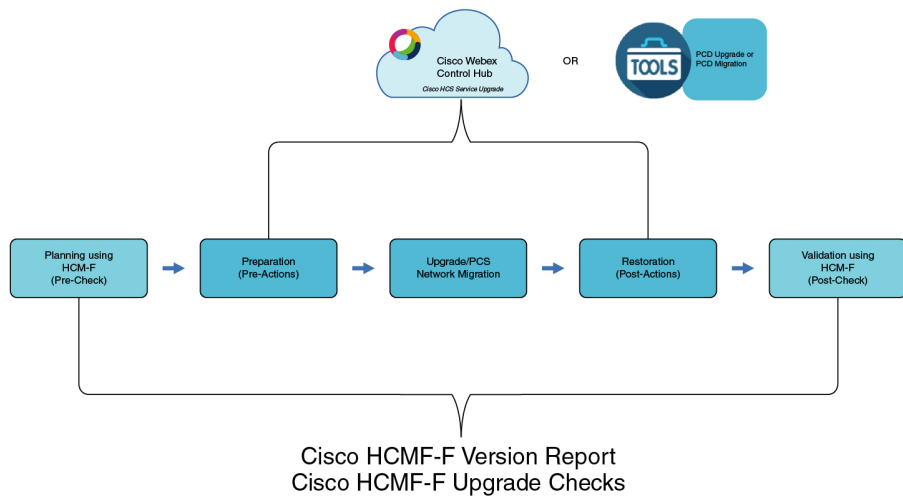 Cisco Webex
Control Hub
Cisco HCS Service Upgrade
OR
TOOLS
PCD Upgrade or
PCD Migration
Planning using
HCM-F
(Pre-Check)
Preparation
(Pre-Actions)
Upgrade/PCS
Network Migration
Restoration
(Post-Actions)
Validation using
HCM-F
(Post-Check)
Cisco HCMF-F Version Report
Cisco HCMF-F Upgrade Checks